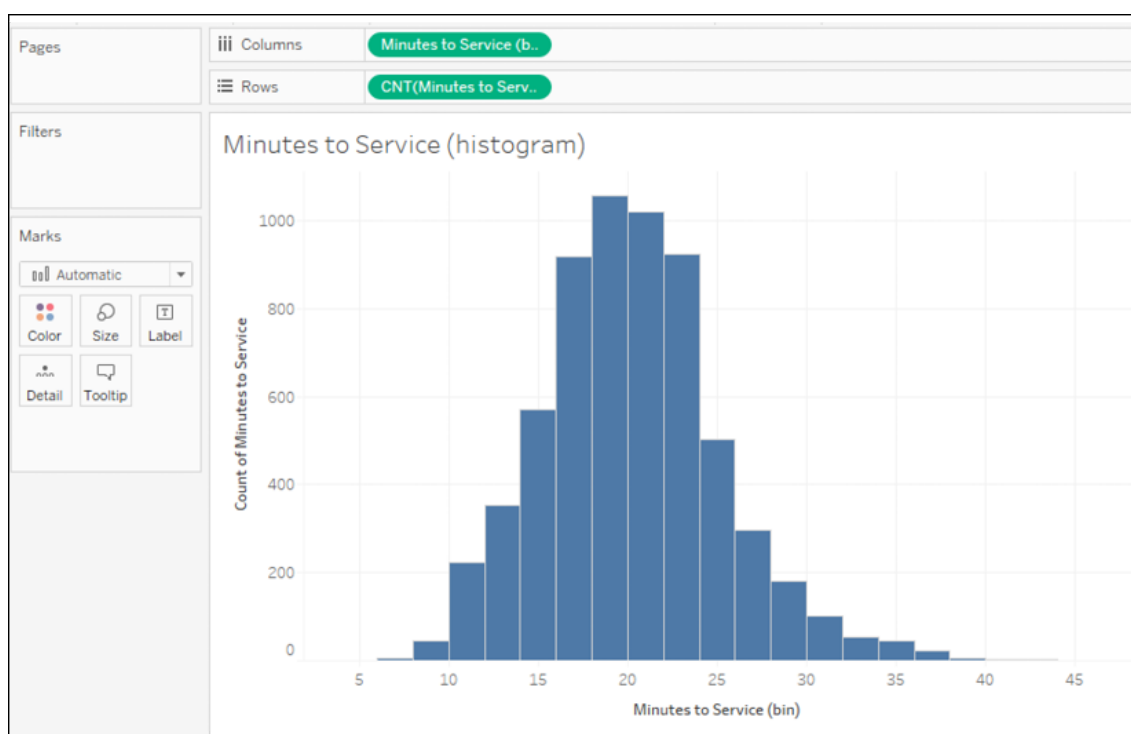 Pages
Columns
Minutes to Service (b..
Rows
CNT(Minutes to Serv..
Filters
Marks
Automatic
Color
Size
Label
Detail
Tooltip
Minutes to Service (histogram)
Count of Minutes to Service
1000
800
600
400
200
0
5 10 15 20 25 30 35 40 45
Minutes to Service (bin)